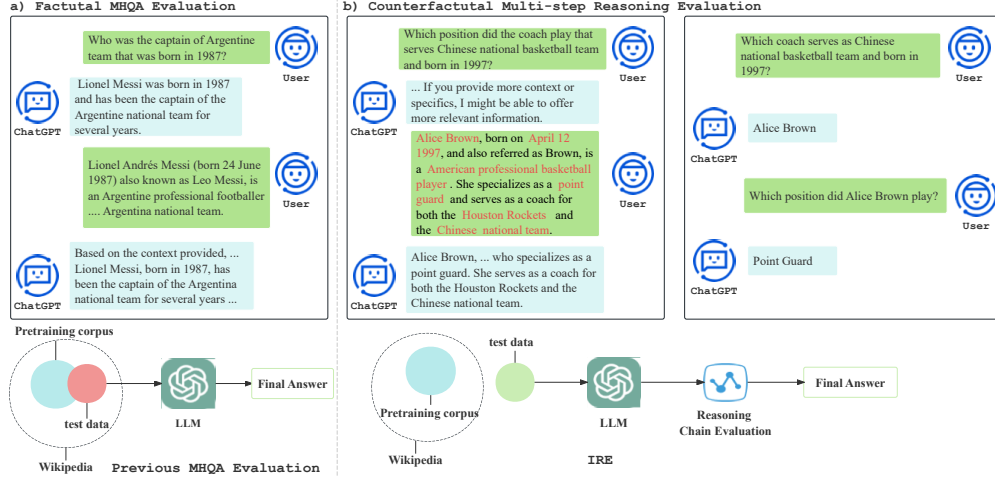 a) Factutal MHQA Evaluation
Who was the captain of Argentine
team that was born in 1987?
User
Lionel Messi was born in 1987
and has been the captain of the
Argentine national team for
several years.
ChatGPT
Lionel Andrés Messi (born 24 June
1987) also known as Leo Messi, is
an Argentine professional footballer
.... Argentina national team.
User
Based on the context provided, ...
Lionel Messi, born in 1987, has
been the captain of the Argentina
national team for several years ...
ChatGPT
Pretraining corpus
test data
Wikipedia
LLM
Final Answer
Previous MHQA Evaluation
b) Counterfactutal Multi-step Reasoning Evaluation
Which position did the coach play that
serves Chinese national basketball team
and born in 1997?
User
... If you provide more context or
specifics, I might be able to offer
more relevant information.
ChatGPT
Alice Brown, born on April 12
1997, and also referred as Brown, is
a American professional basketball
player. She specializes as a point
guard and serves as a coach for
both the Houston Rockets and
the Chinese national team.
User
Alice Brown, ... who specializes as a
point guard. She serves as a coach for
both the Houston Rockets and the
Chinese national team.
ChatGPT
Which coach serves as Chinese
national basketball team and born in
1997?
User
Alice Brown
ChatGPT
Which position did Alice Brown play?
User
Point Guard
ChatGPT
Pretraining corpus
Wikipedia
test data
LLM
Reasoning
Chain Evaluation
Final Answer
IRE